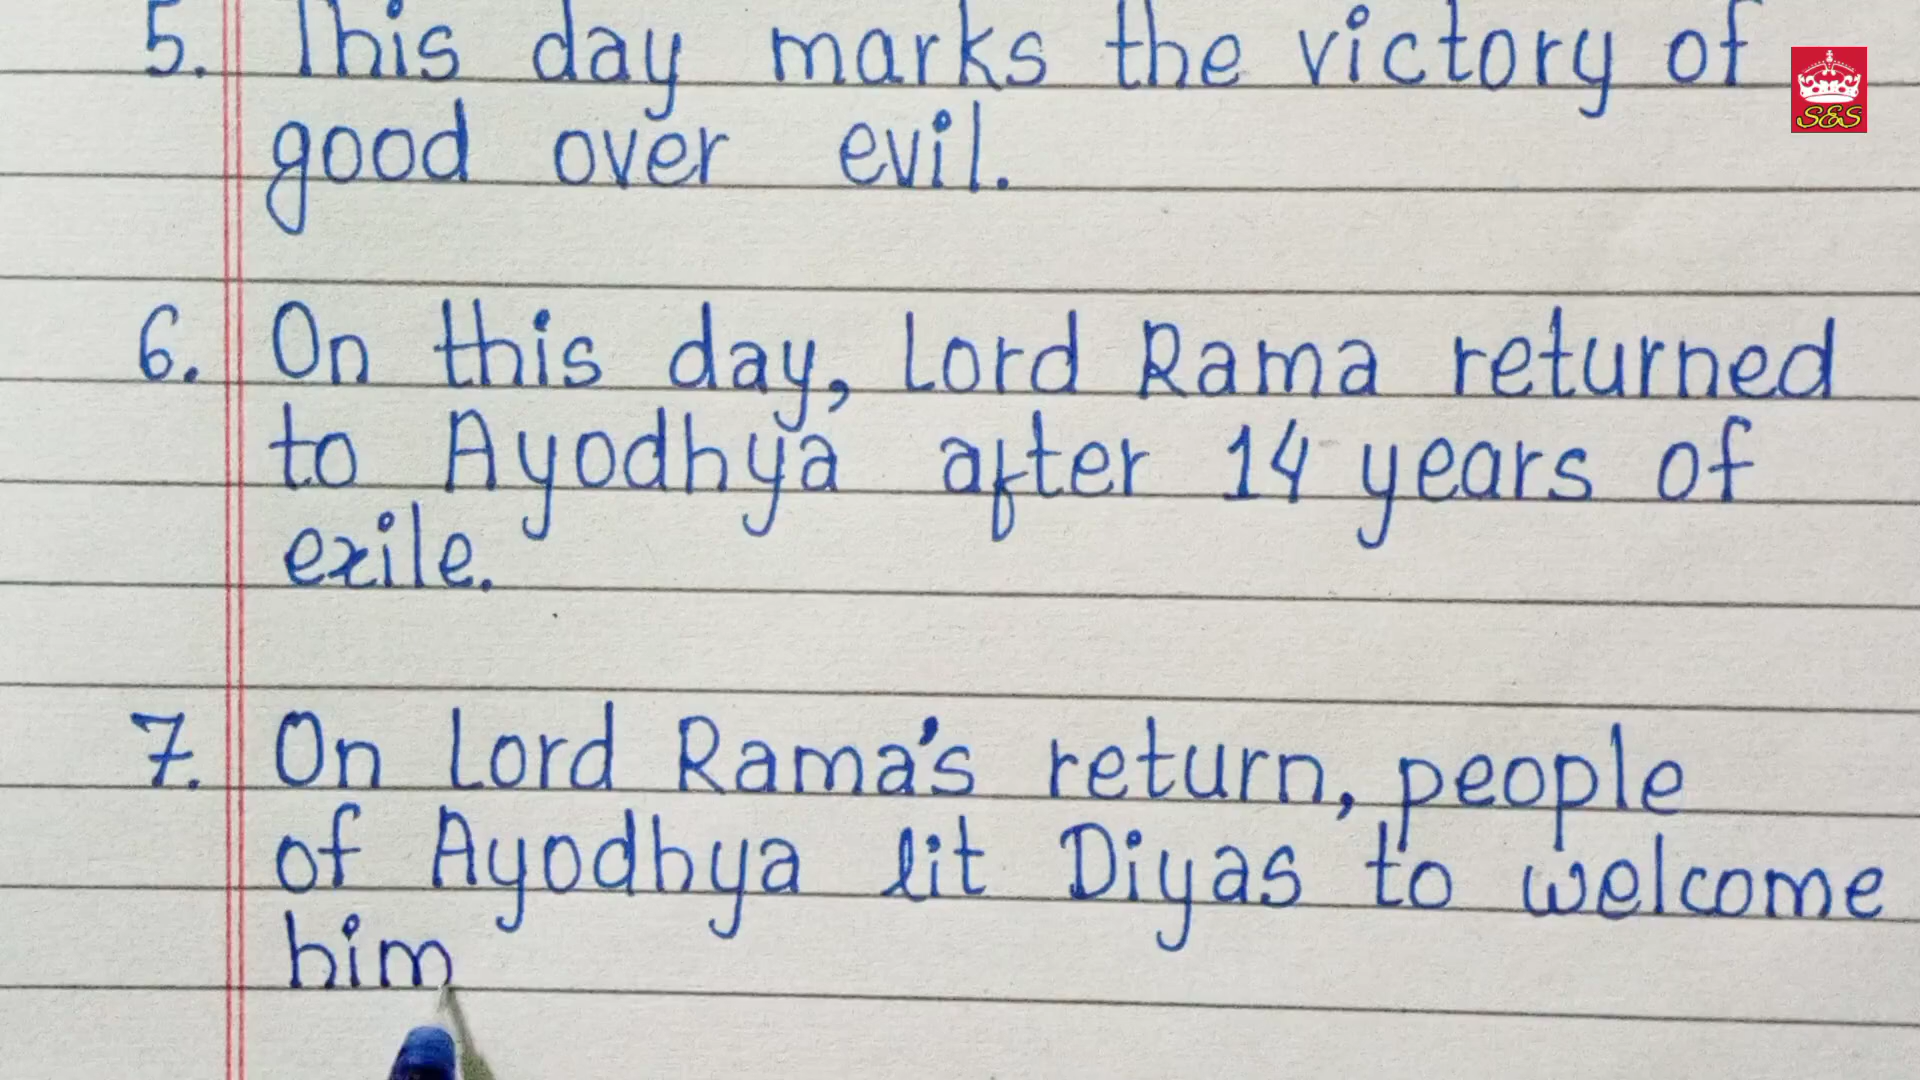 5. This day marks the victory of
good over evil.
6. On this day, Lord Rama returned
to Ayodhya after 14 years of
exile.
7. On Lord Rama's return, people
of Ayodhya lit Diyas to welcome
him
S&S